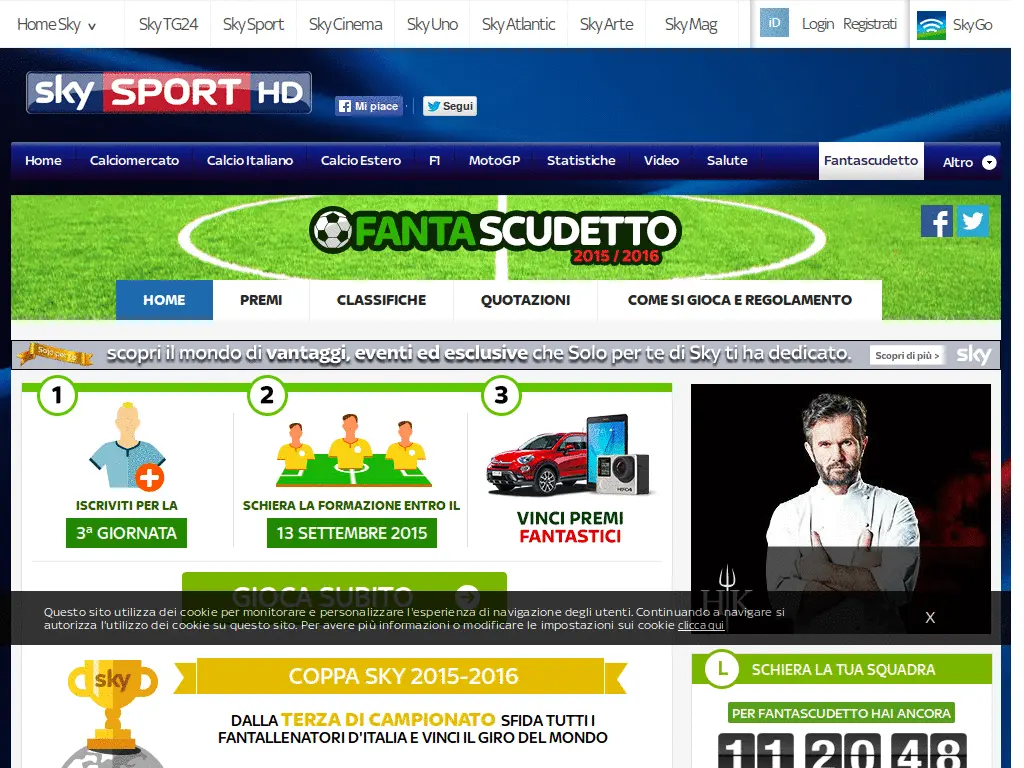 Home Sky
Sky TG24
Sky Sport
Sky Cinema
Sky Uno
Sky Atlantic
Sky Arte
Sky Mag
iD
Login
Registrati
Sky Go
sky SPORT HD
Mi piace
Segui
Home
Calciomercato
Calcio Italiano
Calcio Estero
F1
MotoGP
Statistiche
Video
Salute
Fantascudetto
Altro
FANTASCUDETTO
2015 / 2016
HOME
PREMI
CLASSIFICHE
QUOTAZIONI
COME SI GIOCA E REGOLAMENTO
Solo per te
scopri il mondo di vantaggi, eventi ed esclusive che Solo per te di Sky ti ha dedicato.
Scopri di più >
sky
1
2
3
ISCRIVITI PER LA
3ª GIORNATA
SCHIERA LA FORMAZIONE ENTRO IL
13 SETTEMBRE 2015
VINCI PREMI
FANTASTICI
GIOCA SUBITO
HK
Questo sito utilizza dei cookie per monitorare e personalizzare l'esperienza di navigazione degli utenti. Continuando a navigare si
autorizza l'utilizzo dei cookie su questo sito. Per avere più informazioni o modificare le impostazioni sui cookie clicca qui
X
sky
COPPA SKY 2015-2016
DALLA TERZA DI CAMPIONATO SFIDA TUTTI I
FANTALLENATORI D'ITALIA E VINCI IL GIRO DEL MONDO
SCHIERA LA TUA SQUADRA
PER FANTASCUDETTO HAI ANCORA
11 20 48